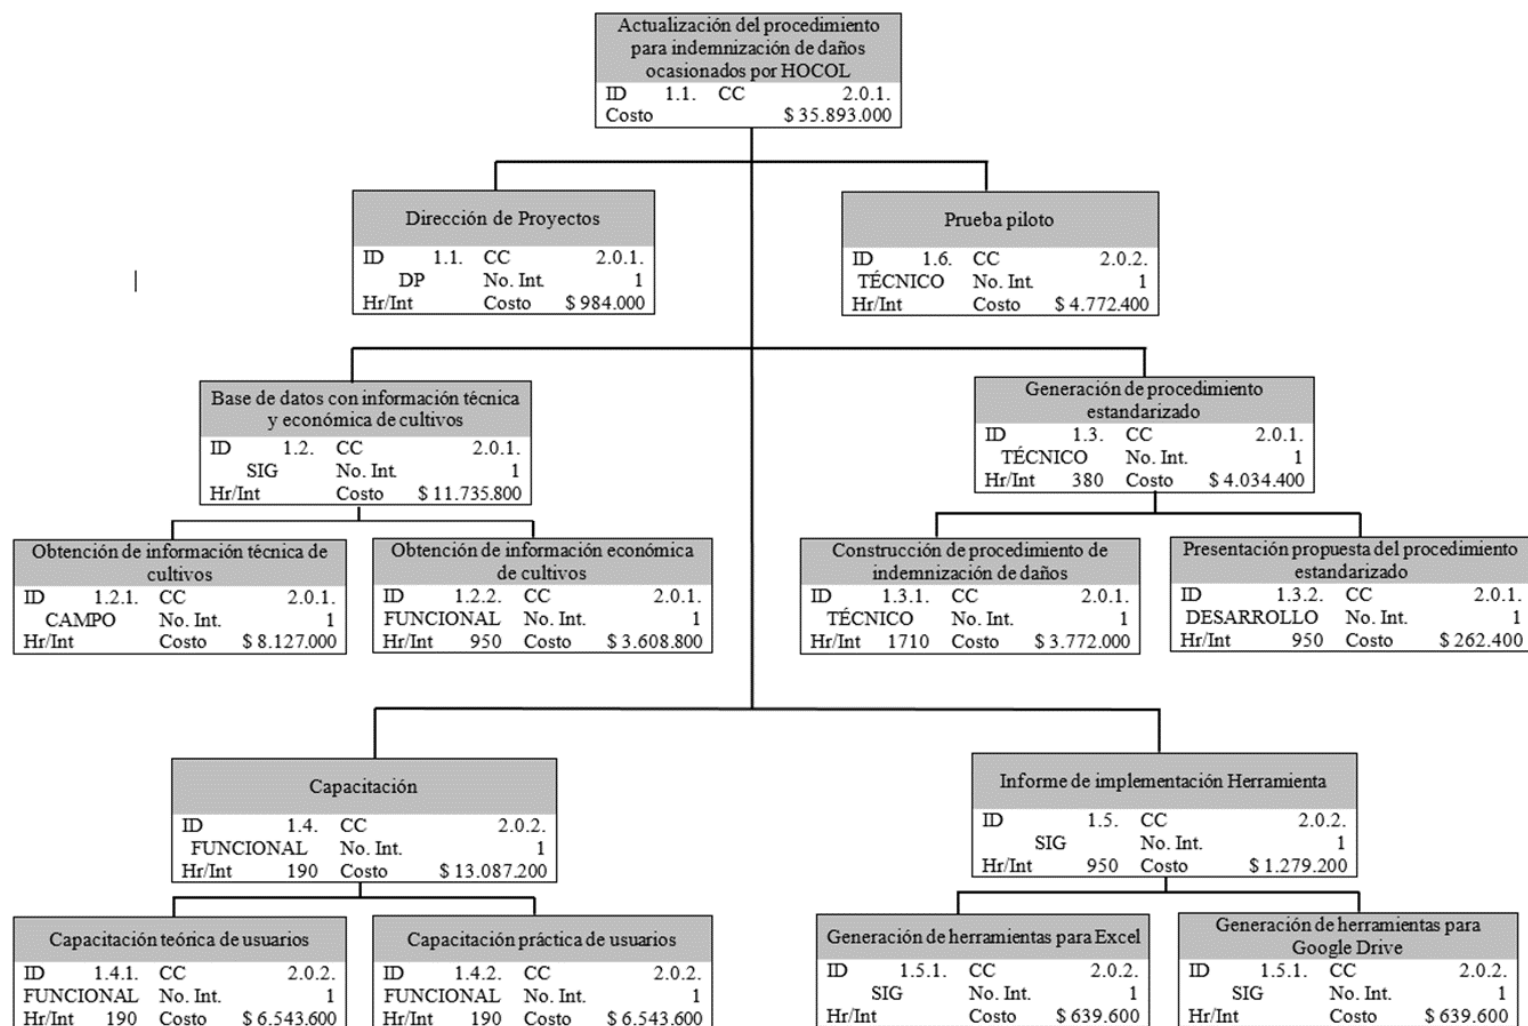 Actualización del procedimiento
para indemnización de daños
ocasionados por HOCOL
ID 1.1. CC 2.0.1.
Costo $ 35.893.000
Dirección de Proyectos
ID 1.1. CC 2.0.1.
DP No. Int. 1
Hr/Int Costo $ 984.000
Prueba piloto
ID 1.6. CC 2.0.2.
TÉCNICO No. Int. 1
Hr/Int Costo $ 4.772.400
Base de datos con información técnica
y económica de cultivos
ID 1.2. CC 2.0.1.
SIG No. Int. 1
Hr/Int Costo $ 11.735.800
Generación de procedimiento
estandarizado
ID 1.3. CC 2.0.1.
TÉCNICO No. Int. 1
Hr/Int 380 Costo $ 4.034.400
Obtención de información técnica de
cultivos
ID 1.2.1. CC 2.0.1.
CAMPO No. Int. 1
Hr/Int Costo $ 8.127.000
Obtención de información económica
de cultivos
ID 1.2.2. CC 2.0.1.
FUNCIONAL No. Int. 1
Hr/Int 950 Costo $ 3.608.800
Construcción de procedimiento de
indemnización de daños
ID 1.3.1. CC 2.0.1.
TÉCNICO No. Int. 1
Hr/Int 1710 Costo $ 3.772.000
Presentación propuesta del procedimiento
estandarizado
ID 1.3.2. CC 2.0.1.
DESARROLLO No. Int. 1
Hr/Int 950 Costo $ 262.400
Capacitación
ID 1.4. CC 2.0.2.
FUNCIONAL No. Int. 1
Hr/Int 190 Costo $ 13.087.200
Informe de implementación Herramienta
ID 1.5. CC 2.0.2.
SIG No. Int. 1
Hr/Int 950 Costo $ 1.279.200
Capacitación teórica de usuarios
ID 1.4.1. CC 2.0.2.
FUNCIONAL No. Int. 1
Hr/Int 190 Costo $ 6.543.600
Capacitación práctica de usuarios
ID 1.4.2. CC 2.0.2.
FUNCIONAL No. Int. 1
Hr/Int 190 Costo $ 6.543.600
Generación de herramientas para Excel
ID 1.5.1. CC 2.0.2.
SIG No. Int. 1
Hr/Int Costo $ 639.600
Generación de herramientas para
Google Drive
ID 1.5.1. CC 2.0.2.
SIG No. Int. 1
Hr/Int Costo $ 639.600